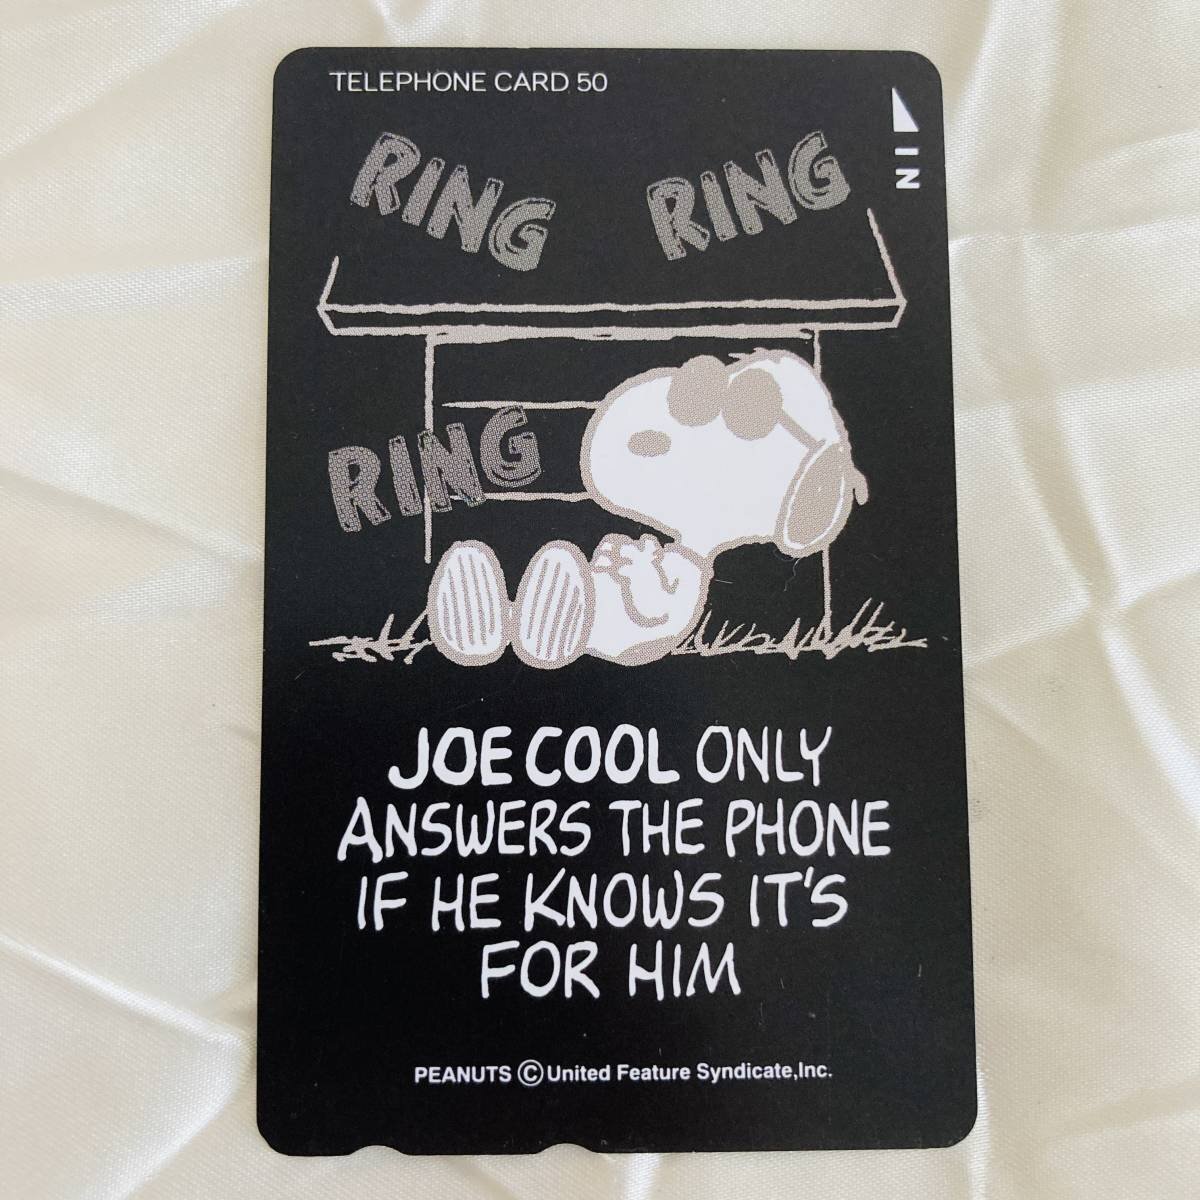 TELEPHONE CARD 50
IN
RING
RING
RING
JOE COOL ONLY
ANSWERS THE PHONE
IF HE KNOWS IT'S
FOR HIM
PEANUTS ©United Feature Syndicate,Inc.